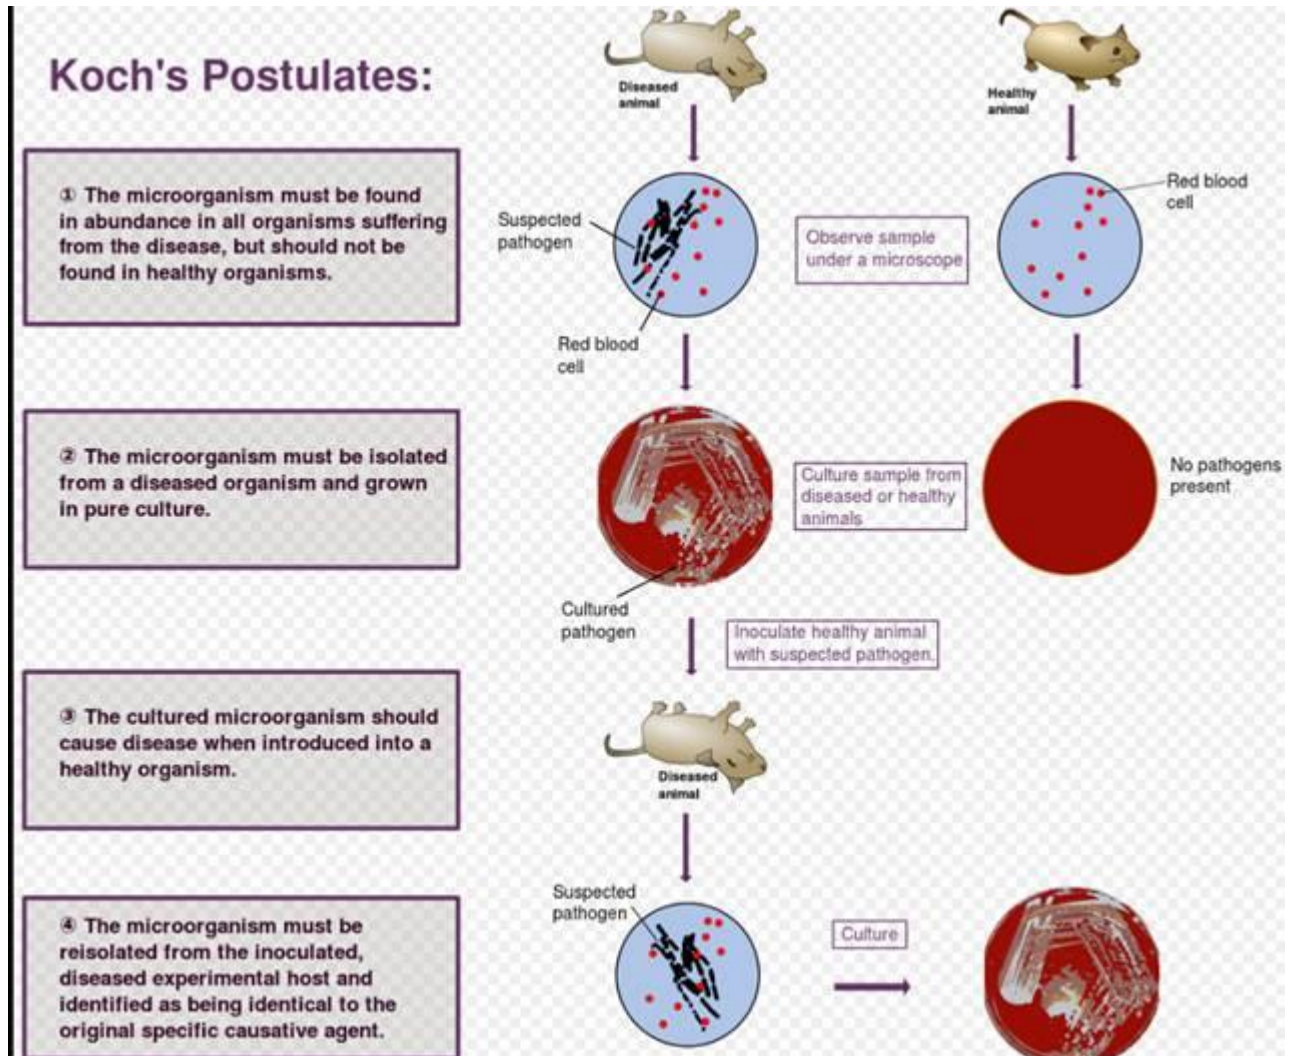 Koch's Postulates:
Diseased
animal
Healthy
animal
① The microorganism must be found
in abundance in all organisms suffering
from the disease, but should not be
found in healthy organisms.
Suspected
pathogen
Red blood
cell
Observe sample
under a microscope
Red blood
cell
② The microorganism must be isolated
from a diseased organism and grown
in pure culture.
Culture sample from
diseased or healthy
animals
No pathogens
present
Cultured
pathogen
Inoculate healthy animal
with suspected pathogen.
③ The cultured microorganism should
cause disease when introduced into a
healthy organism.
Diseased
animal
④ The microorganism must be
reisolated from the inoculated,
diseased experimental host and
identified as being identical to the
original specific causative agent.
Suspected
pathogen
Culture